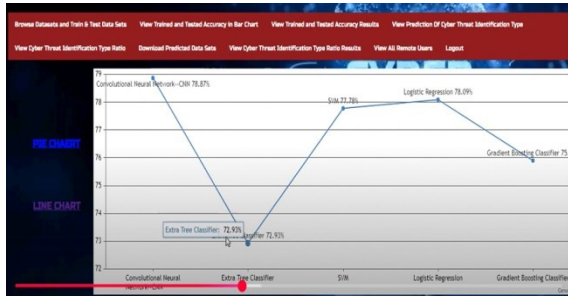 Browse Datasets and Train & Test Data Sets View Trained and Tested Accuracy in Bar Chart View Trained and Tested Accuracy Results View Prediction Of Cyber Threat Identification Type
View Cyber Threat Identification Type Ratio Download Predicted Data Sets View Cyber Threat Identification Type Ratio Results View All Remote Users Logout
79
Convolutional Neural Network--CNN 78.87%
78
SVM 77.78%
Logistic Regression 78.09%
77
PIE CHART
76
Gradient Boosting Classifier 75
75
LINE CHART
74
Extra Tree Classifier: 72.93%
73
72.93%
72
Convolutional Neural Network--CNN
Extra Tree Classifier
SVM
Logistic Regression
Gradient Boosting Classifier